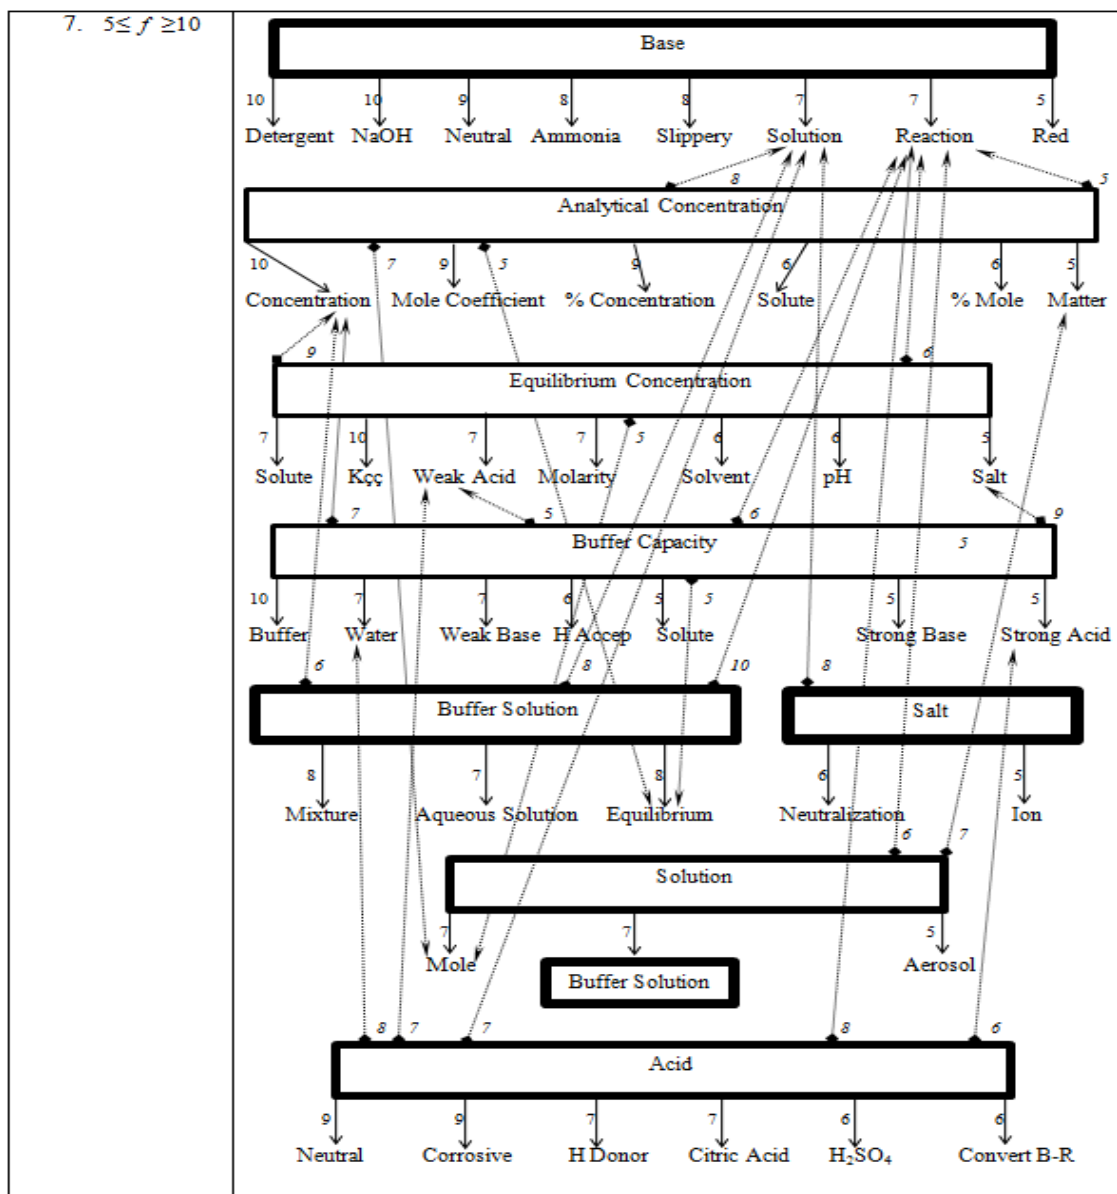 7. 5≤ f ≥10
Base
10 10 9 8 8 7 7 5
Detergent NaOH Neutral Ammonia Slippery Solution Reaction Red
8 5
Analytical Concentration
10 7 9 5 9 6 6 5
Concentration Mole Coefficient % Concentration Solute % Mole Matter
9 6
Equilibrium Concentration
7 10 7 7 5 6 6 5
Solute Kçç Weak Acid Molarity Solvent pH Salt
7 5 6 9
Buffer Capacity 5
10 7 7 6 5 5 5 5
Buffer Water Weak Base H Accep Solute Strong Base Strong Acid
6 8 10 8
Buffer Solution Salt
8 7 8 6 5
Mixture Aqueous Solution Equilibrium Neutralization Ion
6 7
Solution
7 7 5
Mole Aerosol
Buffer Solution
8 7 7 8 6
Acid
9 9 7 7 6 6
Neutral Corrosive H Donor Citric Acid H₂SO₄ Convert B-R